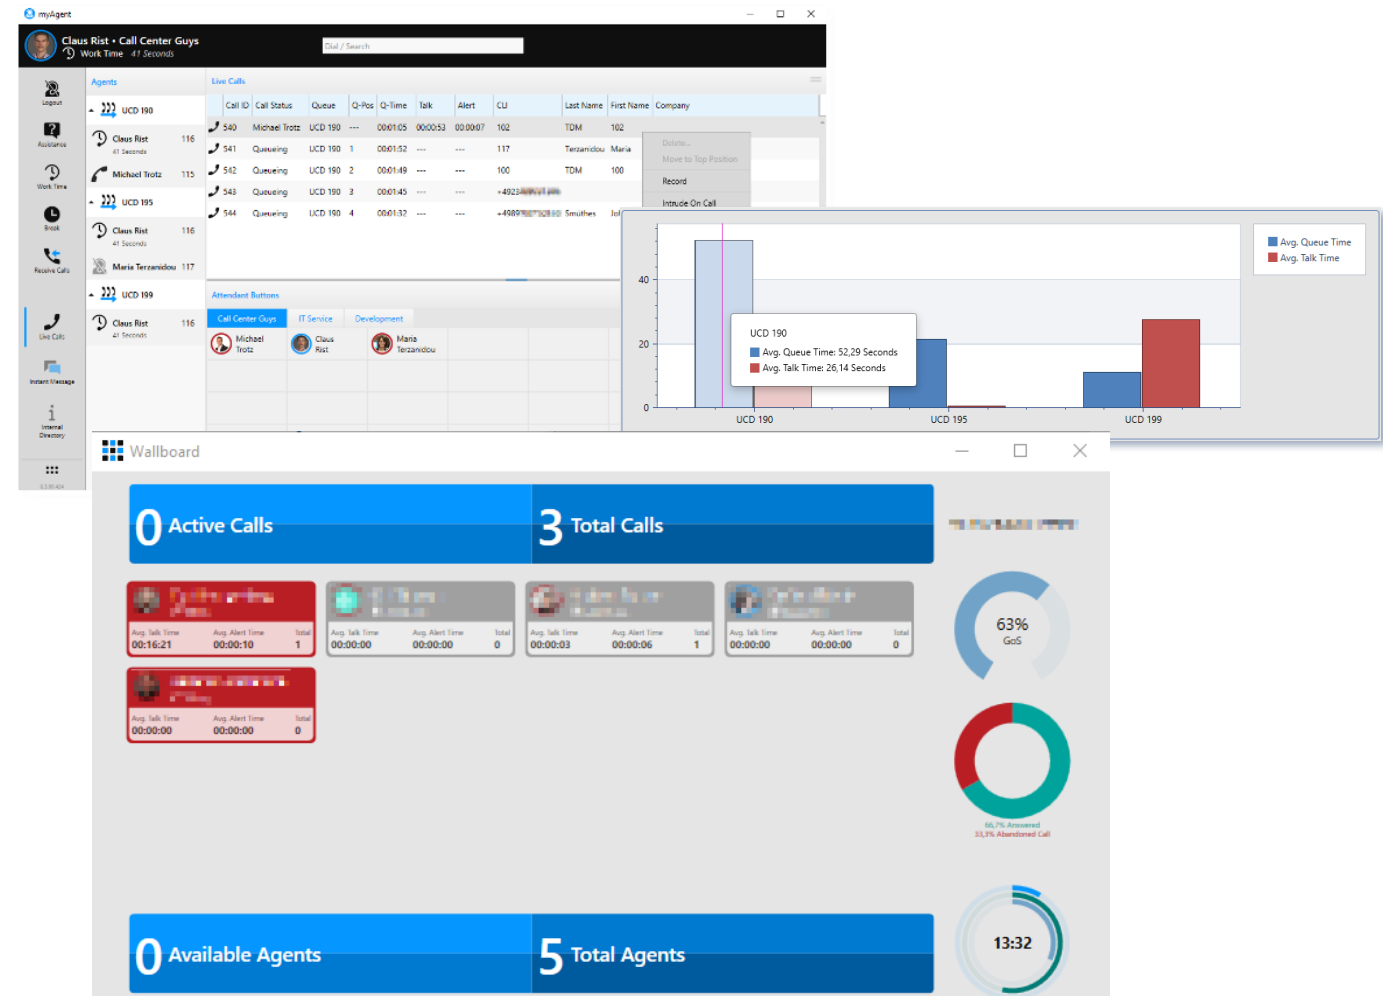 myAgent
Claus Rist • Call Center Guys
Work Time 41 Seconds
Dial / Search
Logout
Assistance
Work Time
Break
Receive Calls
Live Calls
Instant Message
Internal
Directory
Agents
UCD 190
Claus Rist 116
41 Seconds
Michael Trotz 115
UCD 195
Claus Rist 116
41 Seconds
Maria Terzanidou 117
UCD 199
Claus Rist 116
41 Seconds
Live Calls
Call ID Call Status Queue Q-Pos Q-Time Talk Alert CLI Last Name First Name Company
540 Michael Trotz UCD 190 --- 00:01:05 00:00:53 00:00:07 102 TDM 102
541 Queueing UCD 190 1 00:01:52 --- --- 117 Terzanidou Maria
542 Queueing UCD 190 2 00:01:49 --- --- 100 TDM 100
543 Queueing UCD 190 3 00:01:45 --- --- +4923
544 Queueing UCD 190 4 00:01:32 --- --- +4989 Smuthes
Delete...
Move to Top Position
Record
Intrude On Call
Attendant Buttons
Call Center Guys IT Service Development
Michael
Trotz
Claus
Rist
Maria
Terzanidou
40
20
0
UCD 190
Avg. Queue Time: 52,29 Seconds
Avg. Talk Time: 26,14 Seconds
UCD 190 UCD 195 UCD 199
Avg. Queue Time
Avg. Talk Time
Wallboard
0 Active Calls 3 Total Calls
Avg. Talk Time Avg. Alert Time Total
00:16:21 00:00:10 1
Avg. Talk Time Avg. Alert Time Total
00:00:00 00:00:00 0
Avg. Talk Time Avg. Alert Time Total
00:00:03 00:00:06 1
Avg. Talk Time Avg. Alert Time Total
00:00:00 00:00:00 0
Avg. Talk Time Avg. Alert Time Total
00:00:00 00:00:00 0
63%
GoS
66,7% Answered
33,3% Abandoned Call
13:32
0 Available Agents 5 Total Agents